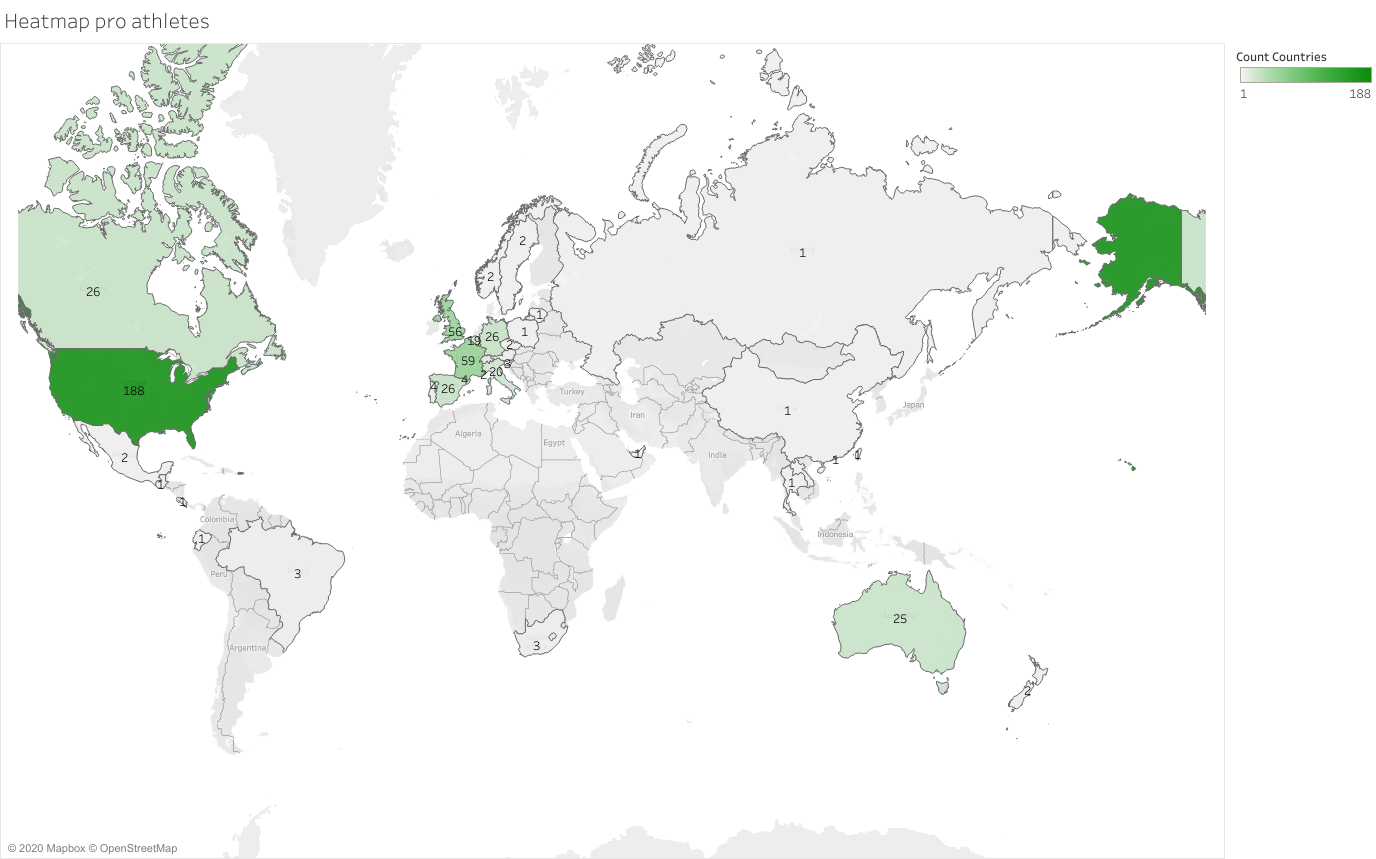 Heatmap pro athletes
Count Countries
1 188
2
1
26
2
1
56
1
19
26
2
59
3
20
2
4
26
188
Turkey
Japan
Iran
1
Algeria
Egypt
India
2
1
1
1
1
1
1
Colombia
1
Indonesia
Peru
3
25
3
Argentina
2
© 2020 Mapbox © OpenStreetMap